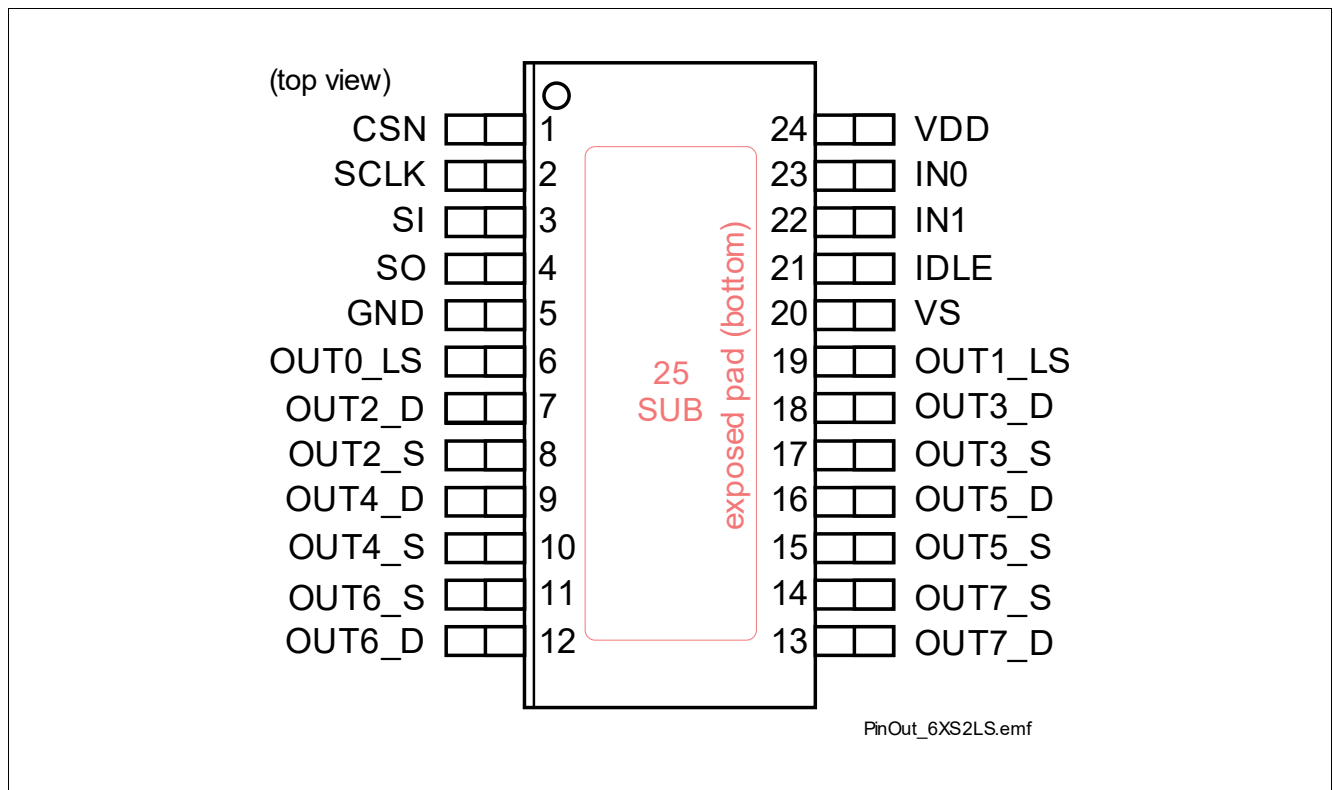 (top view)
CSN 1 24 VDD
SCLK 2 23 IN0
SI 3 22 IN1
SO 4 21 IDLE
GND 5 20 VS
OUT0_LS 6 19 OUT1_LS
OUT2_D 7 18 OUT3_D
OUT2_S 8 17 OUT3_S
OUT4_D 9 16 OUT5_D
OUT4_S 10 15 OUT5_S
OUT6_S 11 14 OUT7_S
OUT6_D 12 13 OUT7_D
25
SUB
exposed pad (bottom)
PinOut_6XS2LS.emf